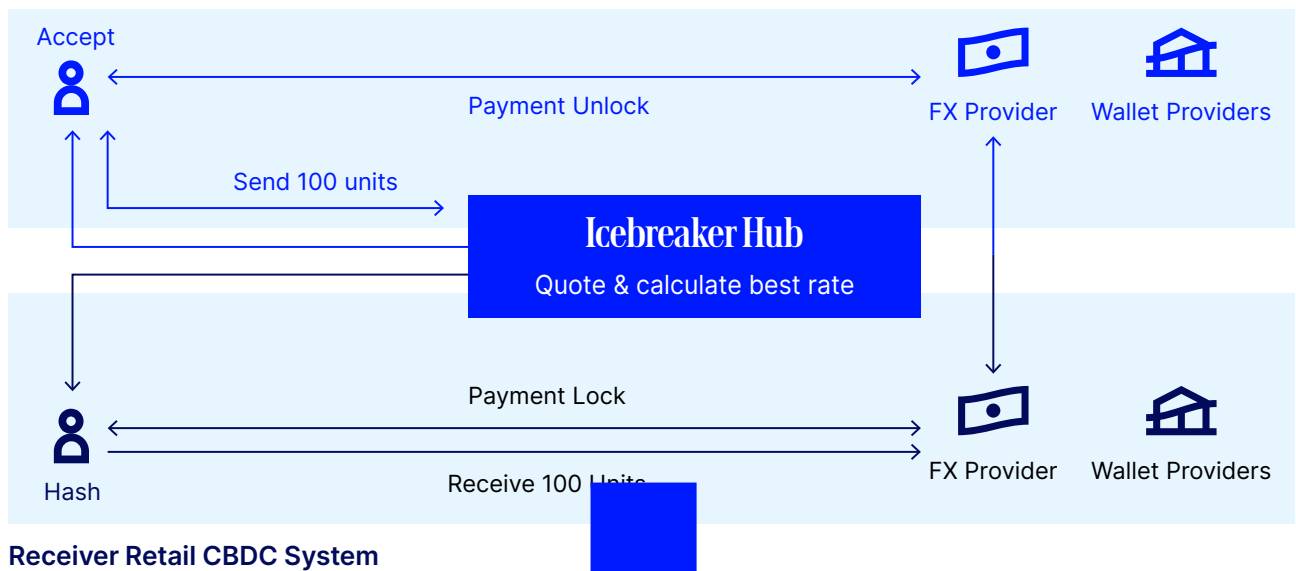 Accept
Payment Unlock
FX Provider
Wallet Providers
Send 100 units
Icebreaker Hub
Quote & calculate best rate
Payment Lock
FX Provider
Wallet Providers
Receive 100 Units
Hash
Receiver Retail CBDC System